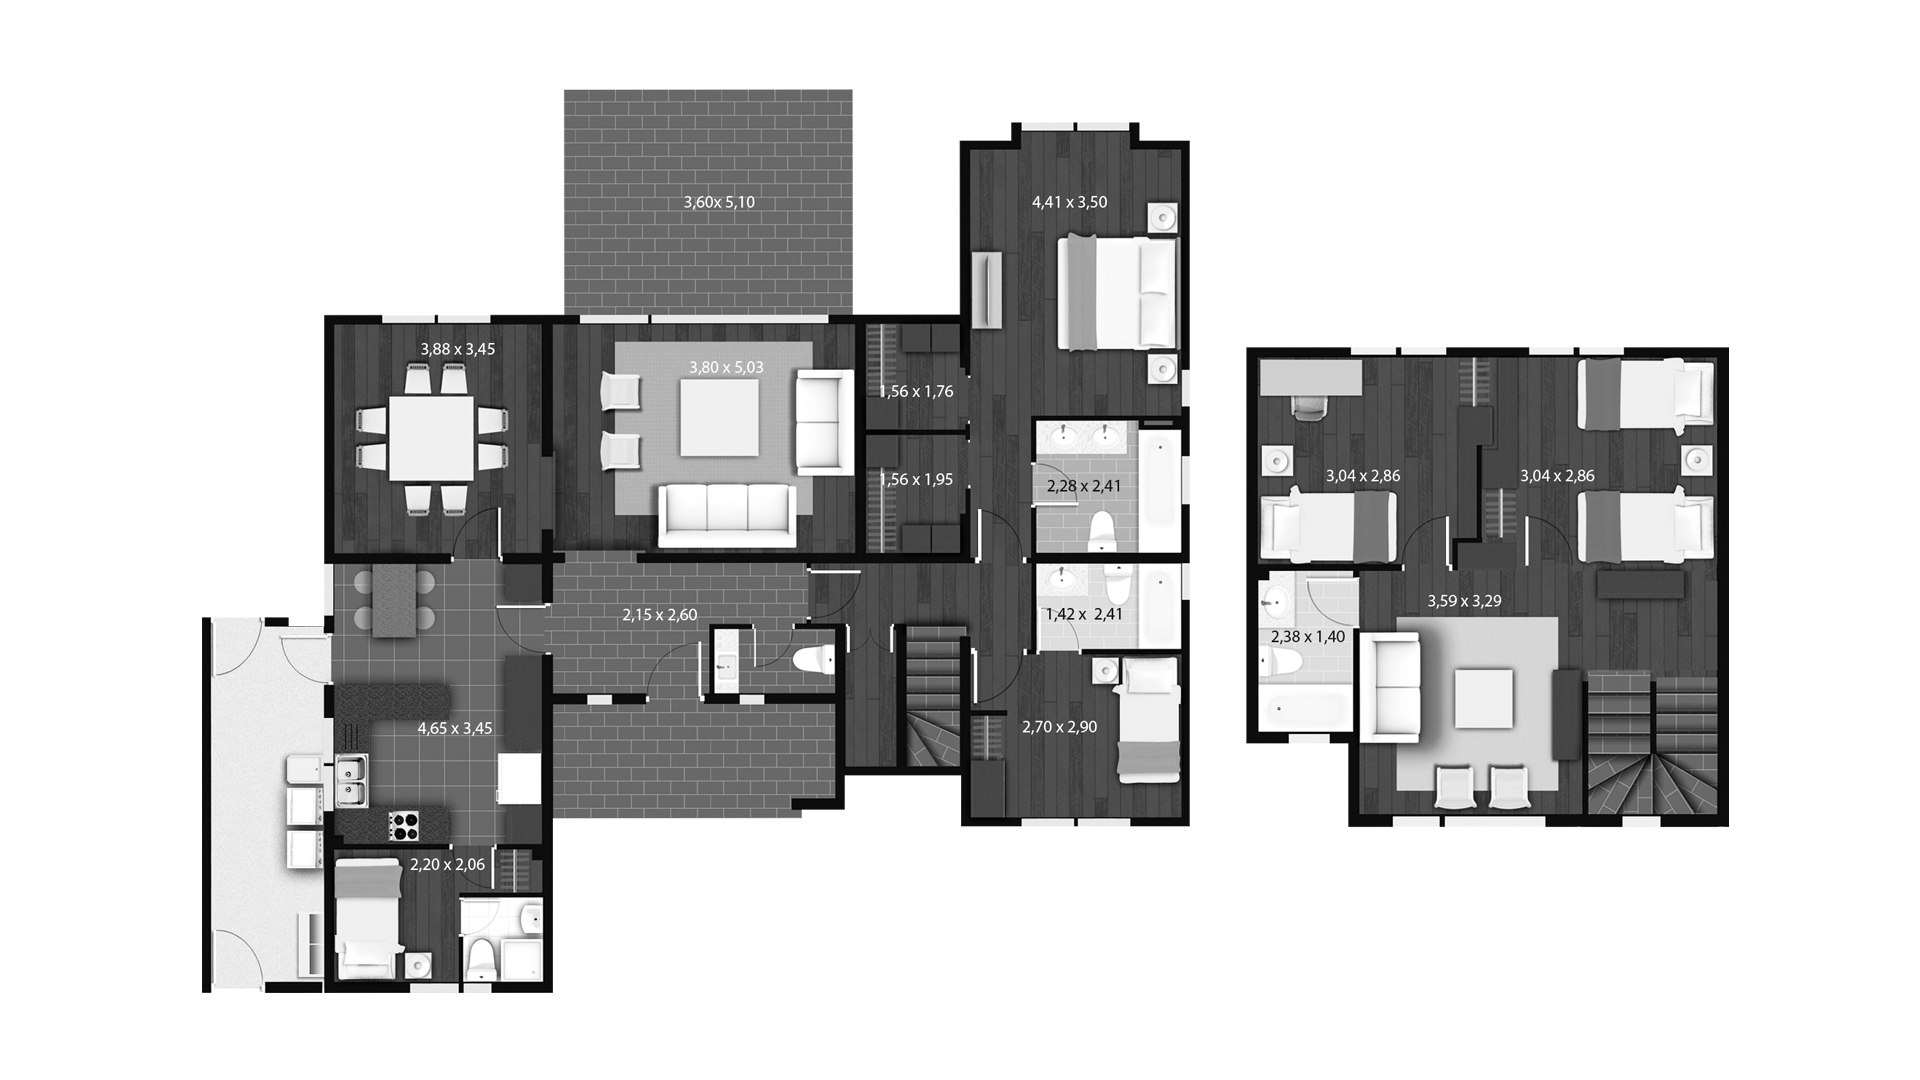 3,60x 5,10
4,41 x 3,50
3,88 x 3,45
3,80 x 5,03
1,56 x 1,76
1,56 x 1,95
2,28 x 2,41
2,15 x 2,60
1,42 x  2,41
4,65 x 3,45
2,70 x 2,90
2,20 x 2,06
3,04 x 2,86
3,04 x 2,86
3,59 x 3,29
2,38 x 1,40